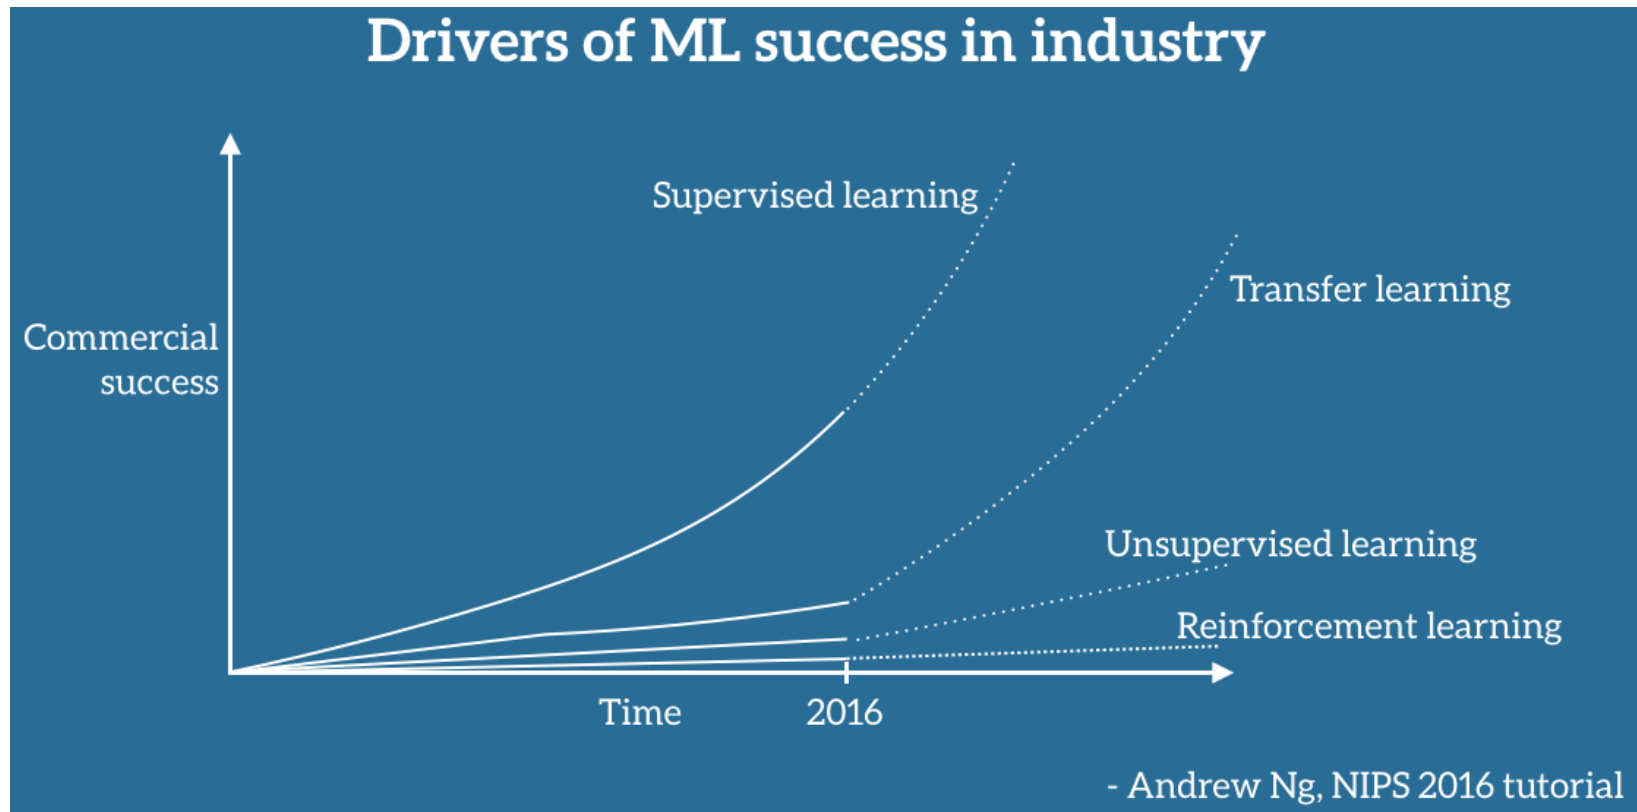 Drivers of ML success in industry
Supervised learning
Transfer learning
Commercial
success
Unsupervised learning
Reinforcement learning
Time
2016
- Andrew Ng, NIPS 2016 tutorial